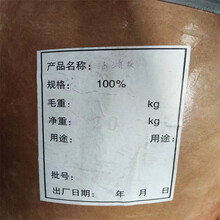 产品名称：
规格： 100%
毛重： kg
净重： kg
用途： 用途：
批号：
出厂日期： 年 月 日